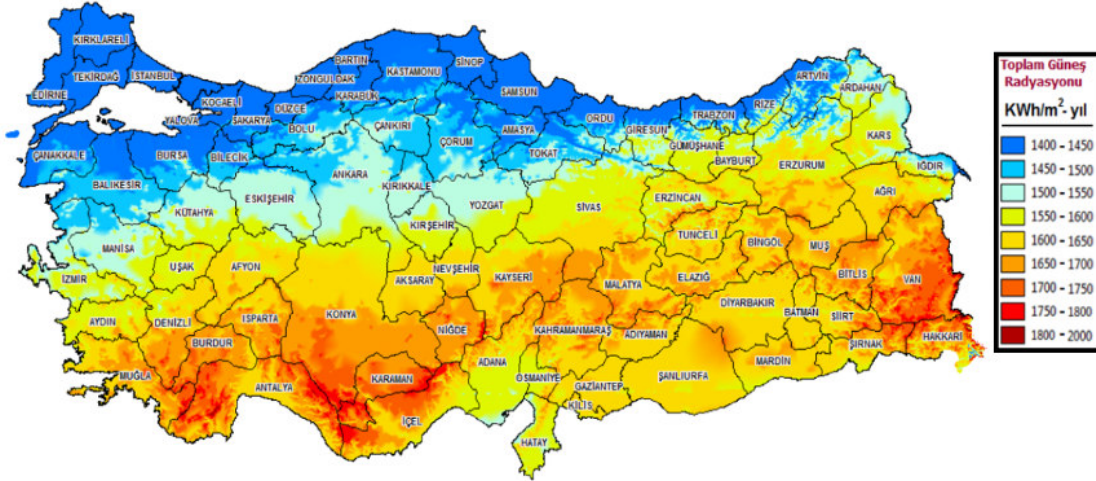 KIRKLARELİ
TEKİRDAĞ
İSTANBUL
EDİRNE
KOCAELİ
YALOVA
SAKARYA
DÜZCE
ZONGULDAK
BARTIN
KARABÜK
KASTAMONU
SİNOP
SAMSUN
ORDU
GİRESUN
TRABZON
RİZE
ARTVİN
ARDAHAN
KARS
IĞDIR
ÇANAKKALE
BURSA
BİLECİK
BOLU
ÇANKIRI
ÇORUM
AMASYA
TOKAT
GÜMÜŞHANE
BAYBURT
ERZURUM
AĞRI
BALIKESİR
KÜTAHYA
ESKİŞEHİR
ANKARA
KIRIKKALE
YOZGAT
SİVAS
ERZİNCAN
TUNCELİ
BİNGÖL
MUŞ
BİTLİS
VAN
MANİSA
İZMİR
UŞAK
AFYON
KIRŞEHİR
NEVŞEHİR
AKSARAY
KAYSERİ
MALATYA
ELAZIĞ
DİYARBAKIR
BATMAN
SİİRT
ŞIRNAK
HAKKARİ
AYDIN
DENİZLİ
ISPARTA
BURDUR
KONYA
NİĞDE
KAHRAMANMARAŞ
ADIYAMAN
MARDİN
MUĞLA
ANTALYA
KARAMAN
İÇEL
ADANA
OSMANİYE
GAZİANTEP
KİLİS
ŞANLIURFA
HATAY
Toplam Güneş
Radyasyonu
KWh/m²- yıl
1400 - 1450
1450 - 1500
1500 - 1550
1550 - 1600
1600 - 1650
1650 - 1700
1700 - 1750
1750 - 1800
1800 - 2000